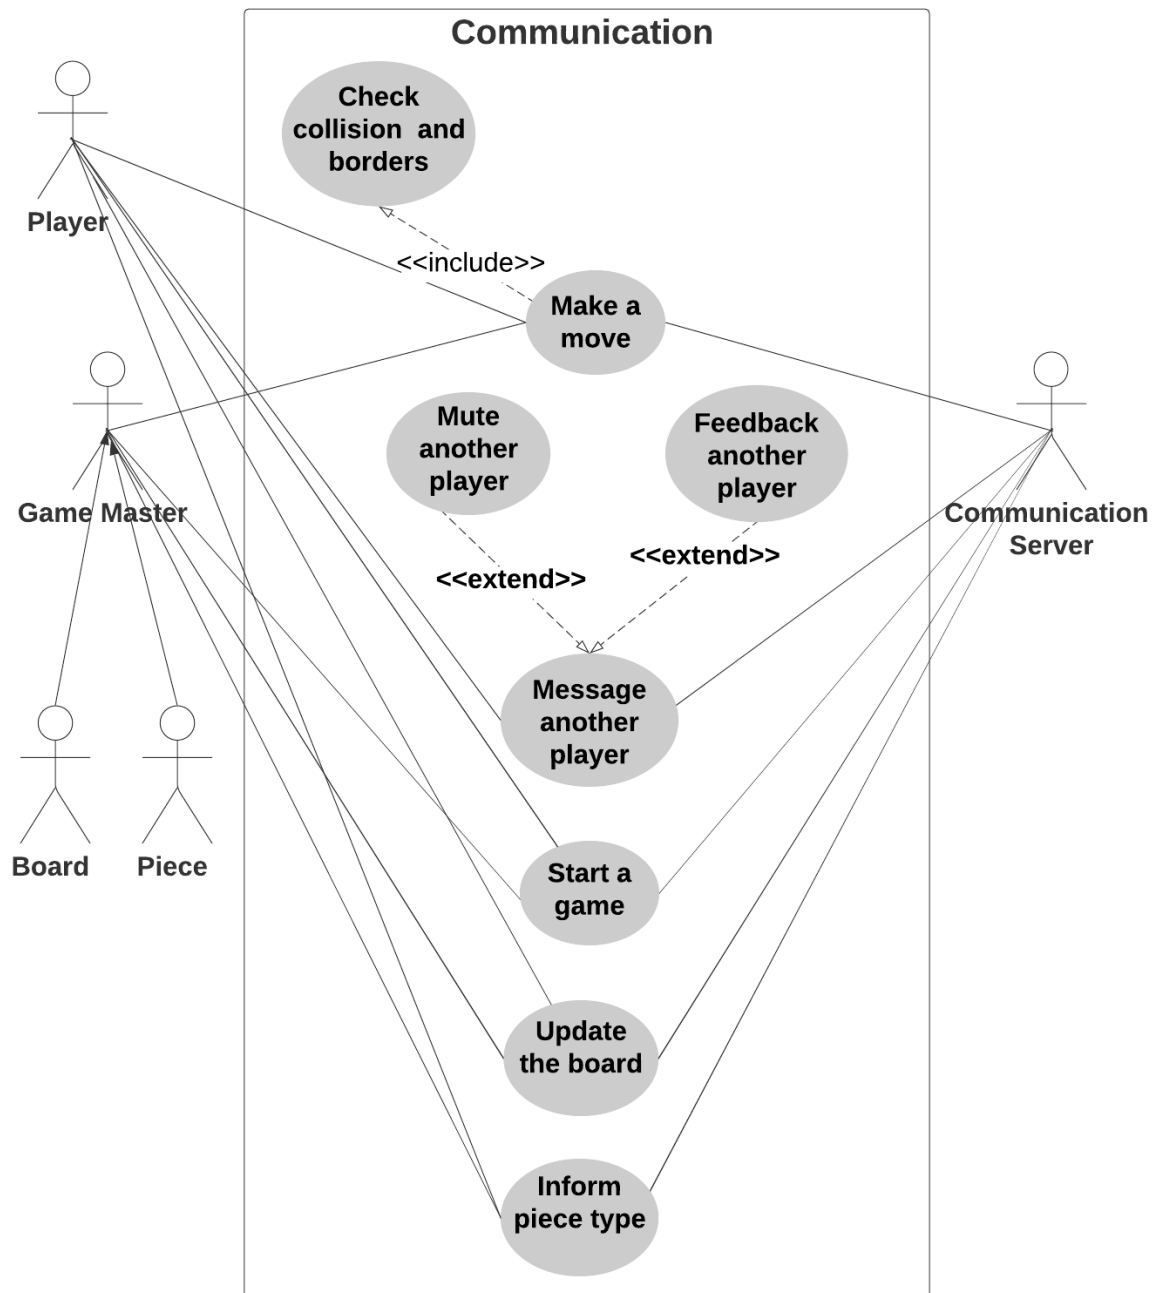 Communication
Check
collision and
borders
Player
<<include>>
Make a
move
Mute
another
player
Feedback
another
player
Game Master
Communication
Server
<<extend>>
<<extend>>
Message
another
player
Board
Piece
Start a
game
Update
the board
Inform
piece type